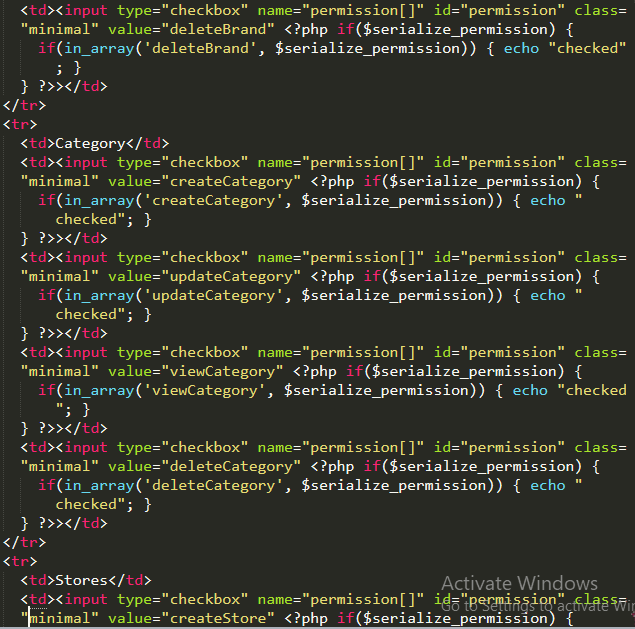 <td><input type="checkbox" name="permission[]" id="permission" class=
"minimal" value="deleteBrand" <?php if($serialize_permission) {
if(in_array('deleteBrand', $serialize_permission)) { echo "checked"
; }
} ?>></td>
</tr>
<tr>
<td>Category</td>
<td><input type="checkbox" name="permission[]" id="permission" class=
"minimal" value="createCategory" <?php if($serialize_permission) {
if(in_array('createCategory', $serialize_permission)) { echo "
checked"; }
} ?>></td>
<td><input type="checkbox" name="permission[]" id="permission" class=
"minimal" value="updateCategory" <?php if($serialize_permission) {
if(in_array('updateCategory', $serialize_permission)) { echo "
checked"; }
} ?>></td>
<td><input type="checkbox" name="permission[]" id="permission" class=
"minimal" value="viewCategory" <?php if($serialize_permission) {
if(in_array('viewCategory', $serialize_permission)) { echo "checked
"; }
} ?>></td>
<td><input type="checkbox" name="permission[]" id="permission" class=
"minimal" value="deleteCategory" <?php if($serialize_permission) {
if(in_array('deleteCategory', $serialize_permission)) { echo "
checked"; }
} ?>></td>
</tr>
<tr>
<td>Stores</td>
<td><input type="checkbox" name="permission[]" id="permission" class=
"minimal" value="createStore" <?php if($serialize_permission) {
Activate Windows
Go to Settings to activate Wi